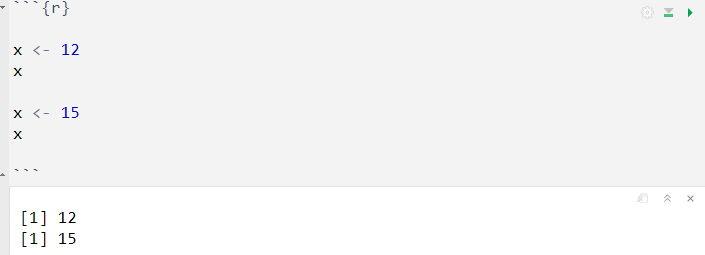 ```{r}
x <- 12
x
x <- 15
x
```
[1] 12
[1] 15